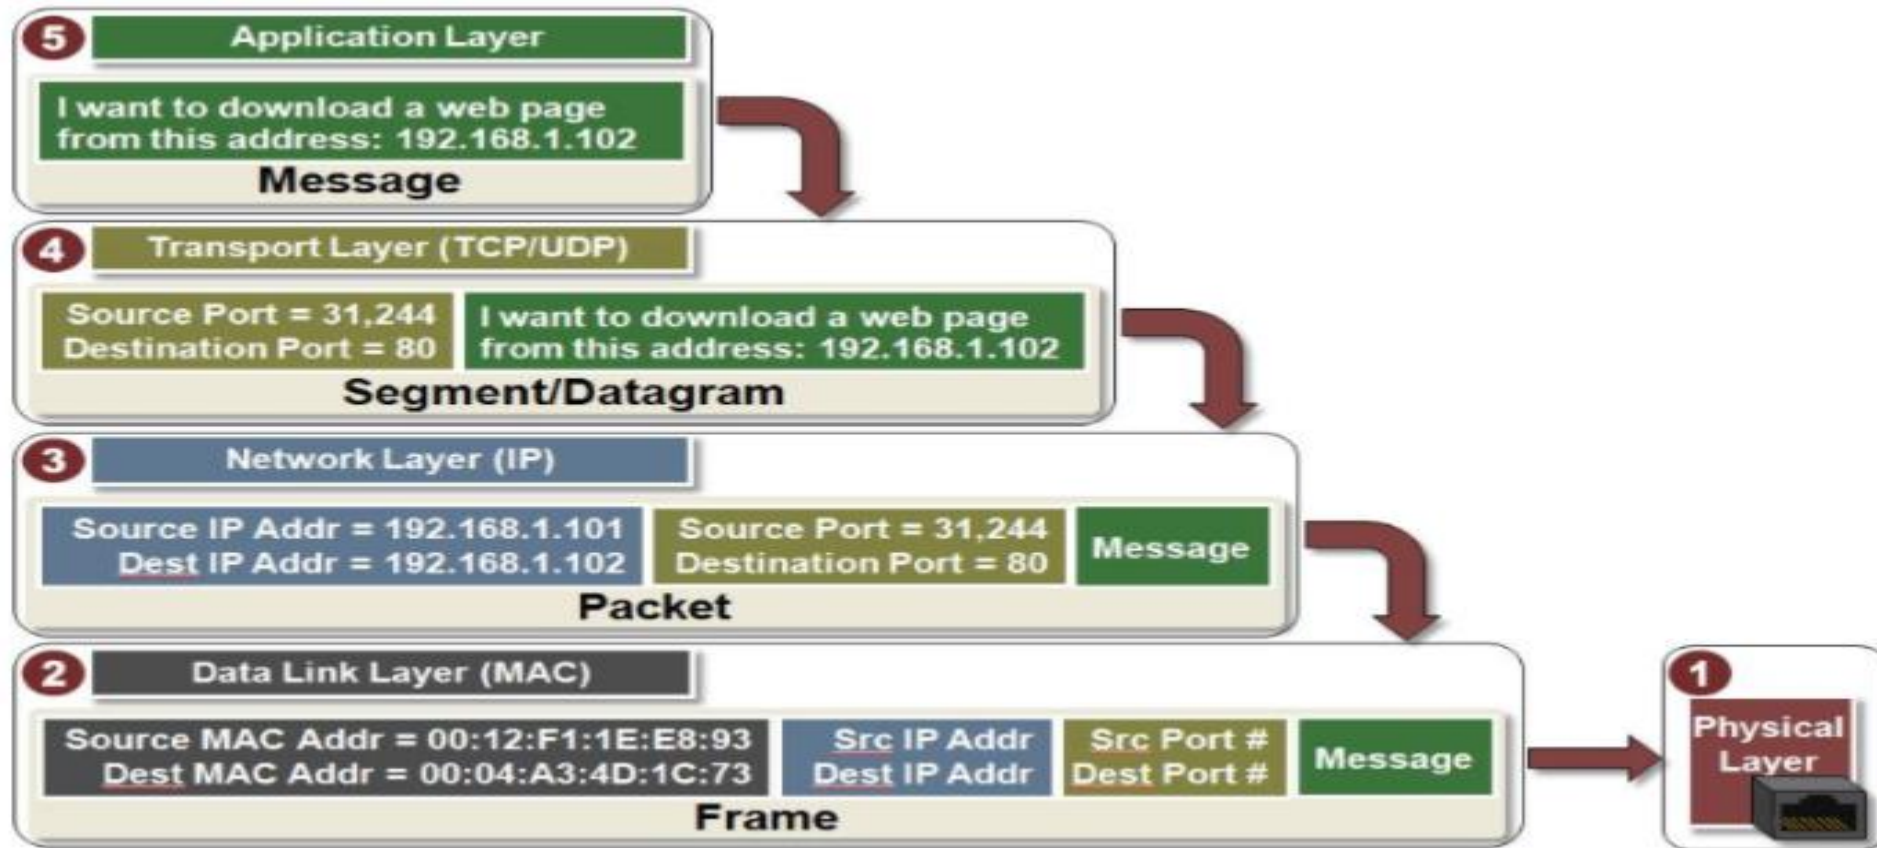 5
Application Layer
I want to download a web page
from this address: 192.168.1.102
Message
4
Transport Layer (TCP/UDP)
Source Port = 31,244
Destination Port = 80
I want to download a web page
from this address: 192.168.1.102
Segment/Datagram
3
Network Layer (IP)
Source IP Addr = 192.168.1.101
Dest IP Addr = 192.168.1.102
Source Port = 31,244
Destination Port = 80
Message
Packet
2
Data Link Layer (MAC)
Source MAC Addr = 00:12:F1:1E:E8:93
Dest MAC Addr = 00:04:A3:4D:1C:73
Src IP Addr
Dest IP Addr
Src Port #
Dest Port #
Message
Frame
1
Physical
Layer